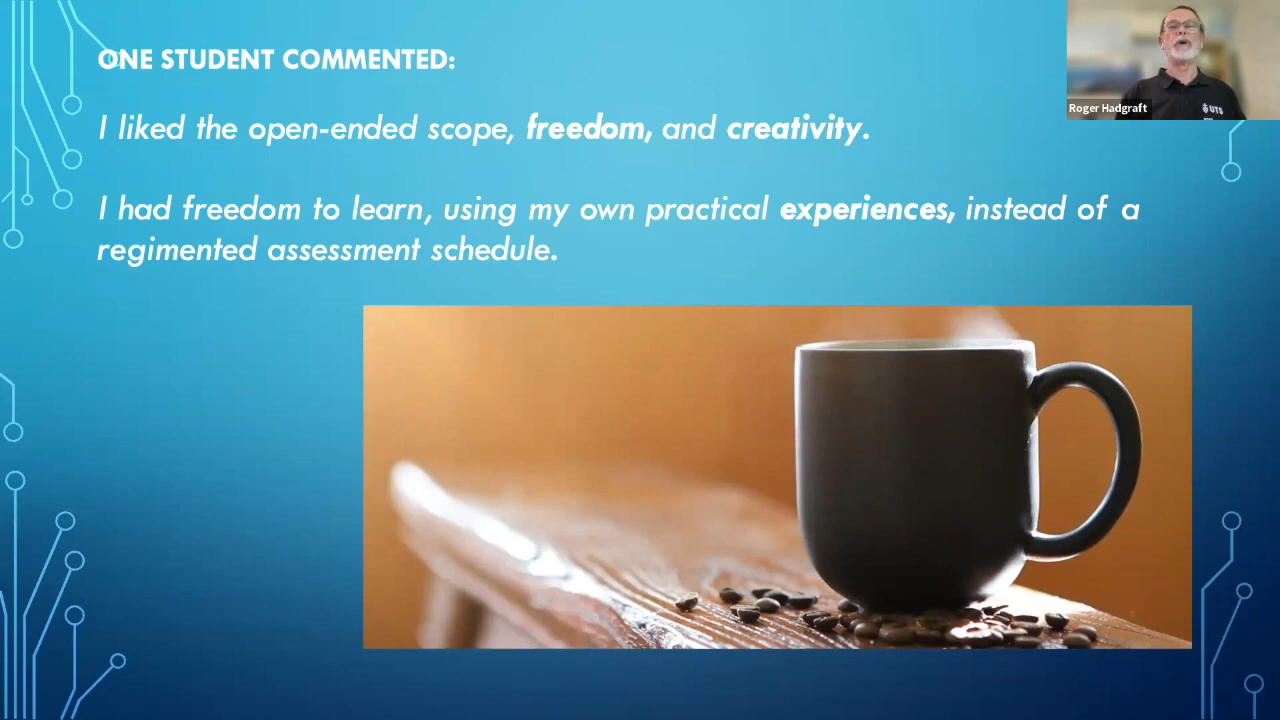 ONE STUDENT COMMENTED:
I liked the open-ended scope, freedom, and creativity.
I had freedom to learn, using my own practical experiences, instead of a
regimented assessment schedule.
Roger Hadgraft
UTS